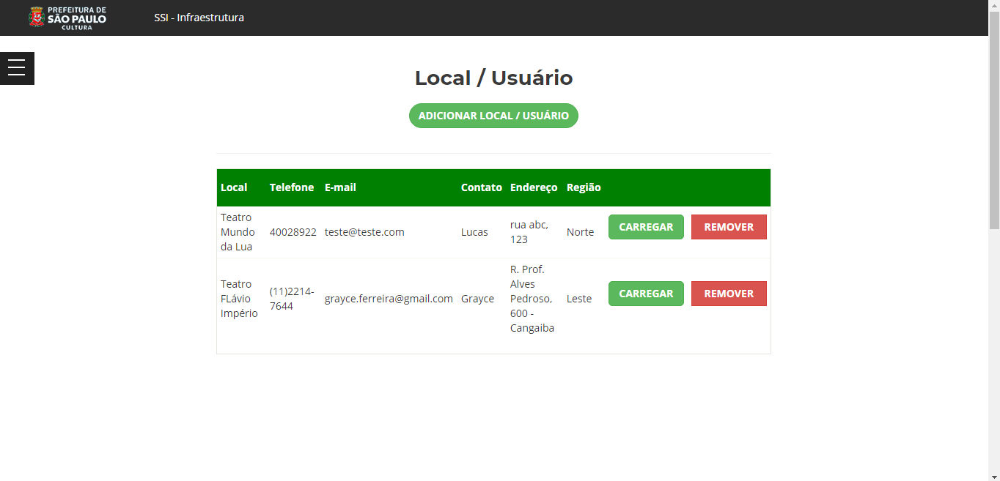 PREFEITURA DE
SÃO PAULO
CULTURA
SSI - Infraestrutura
Local / Usuário
ADICIONAR LOCAL / USUÁRIO
Local Telefone E-mail Contato Endereço Região
Teatro
Mundo
da Lua
40028922
teste@teste.com
Lucas
rua abc,
123
Norte
CARREGAR
REMOVER
Teatro
FLávio
Império
(11)2214-
7644
grayce.ferreira@gmail.com
Grayce
R. Prof.
Alves
Pedroso,
600 -
Cangaiba
Leste
CARREGAR
REMOVER